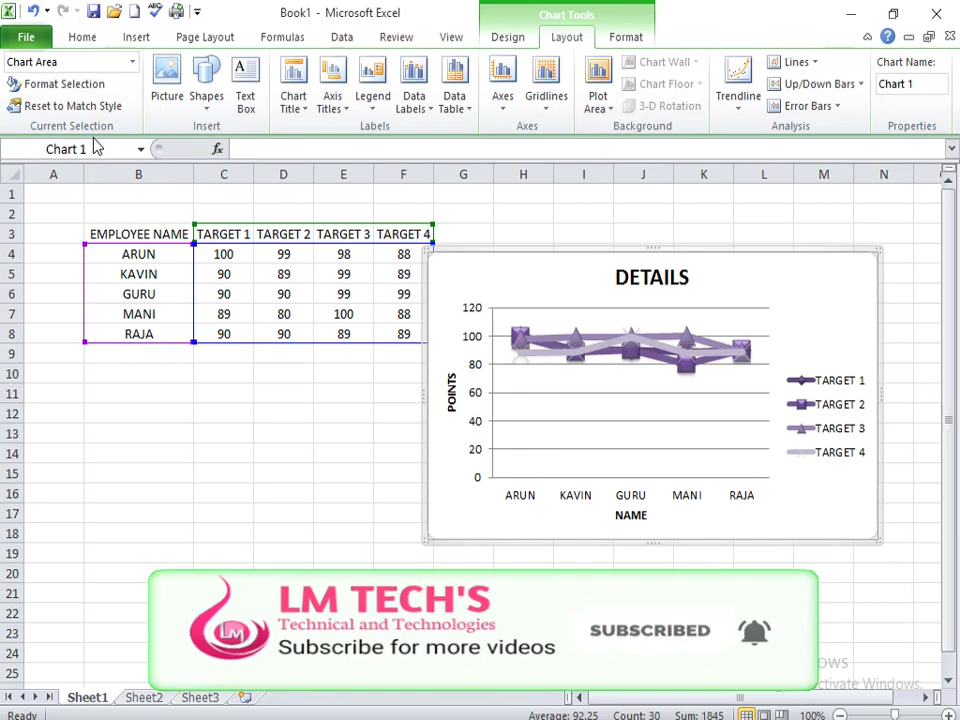 Book1 - Microsoft Excel
Chart Tools
File Home Insert Page Layout Formulas Data Review View Design Layout Format
Chart Area
Format Selection
Reset to Match Style
Current Selection
Picture Shapes Text Box
Insert
Chart Title Axis Titles Legend Data Labels Data Table
Labels
Axes Gridlines
Axes
Plot Area Chart Wall Chart Floor 3-D Rotation
Background
Trendline Lines Up/Down Bars Error Bars
Analysis
Chart Name:
Chart 1
Properties
Chart 1 fx
A B C D E F G H I J K L M N
1
2
3 EMPLOYEE NAME TARGET 1 TARGET 2 TARGET 3 TARGET 4
4 ARUN 100 99 98 88
5 KAVIN 90 89 99 89
6 GURU 90 90 99 99
7 MANI 89 80 100 88
8 RAJA 90 90 89 89
9
10
11
12
13
14
15
16
17
18
19
20
21
22
23
24
25
DETAILS
120
100
80
60
40
20
0
POINTS
ARUN KAVIN GURU MANI RAJA
NAME
TARGET 1
TARGET 2
TARGET 3
TARGET 4
LM
LM TECH'S
Technical and Technologies
Subscribe for more videos
SUBSCRIBED
Activate Windows.
Sheet1 Sheet2 Sheet3
Ready Average: 92.25 Count: 30 Sum: 1845 100%